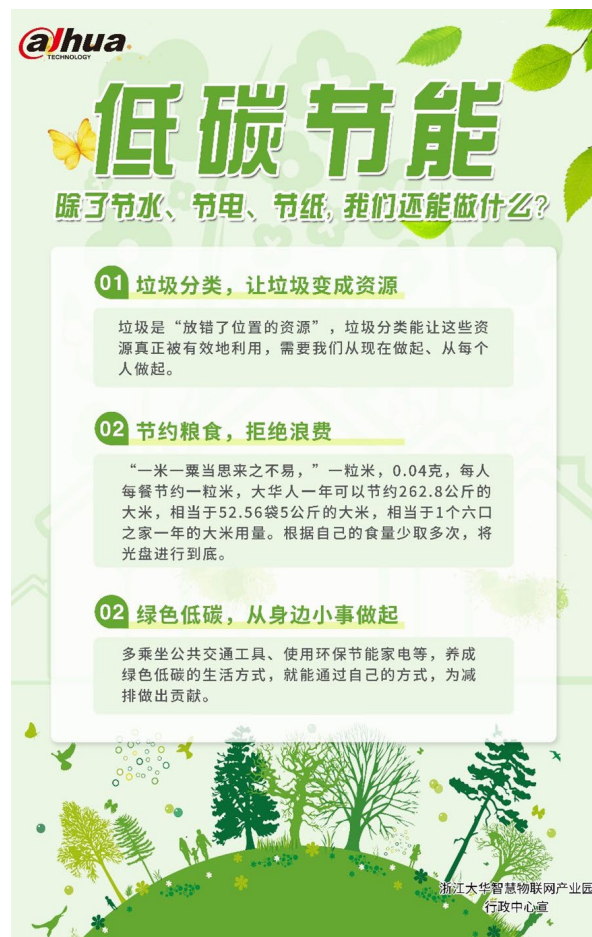 alhua
TECHNOLOGY
低碳节能
除了节水、节电、节纸,我们还能做什么?
01 垃圾分类，让垃圾变成资源
垃圾是“放错了位置的资源”，垃圾分类能让这些资
源真正被有效地利用，需要我们从现在做起、从每个
人做起。
02 节约粮食，拒绝浪费
“一米一粟当思来之不易，”一粒米，0.04克，每人
每餐节约一粒米，大华人一年可以节约262.8公斤的
大米，相当于52.56袋5公斤的大米，相当于1个六口
之家一年的大米用量。根据自己的食量少取多次，将
光盘进行到底。
02 绿色低碳，从身边小事做起
多乘坐公共交通工具、使用环保节能家电等，养成
绿色低碳的生活方式，就能通过自己的方式，为减
排做出贡献。
浙江大华智慧物联网产业园
行政中心宣